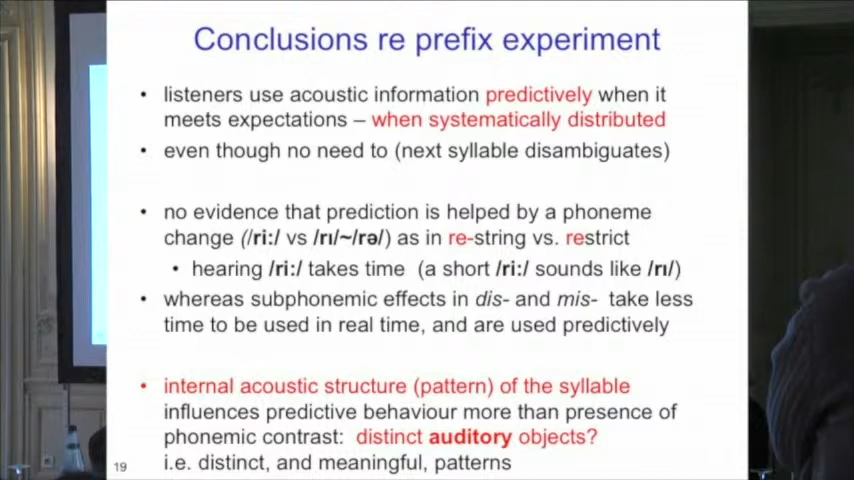 Conclusions re prefix experiment
• listeners use acoustic information predictively when it
meets expectations – when systematically distributed
• even though no need to (next syllable disambiguates)
• no evidence that prediction is helped by a phoneme
change (/ri:/ vs /rɪ/~/rə/) as in re-string vs. restrict
• hearing /ri:/ takes time (a short /ri:/ sounds like /rɪ/)
• whereas subphonemic effects in dis- and mis- take less
time to be used in real time, and are used predictively
• internal acoustic structure (pattern) of the syllable
influences predictive behaviour more than presence of
phonemic contrast: distinct auditory objects?
i.e. distinct, and meaningful, patterns
19